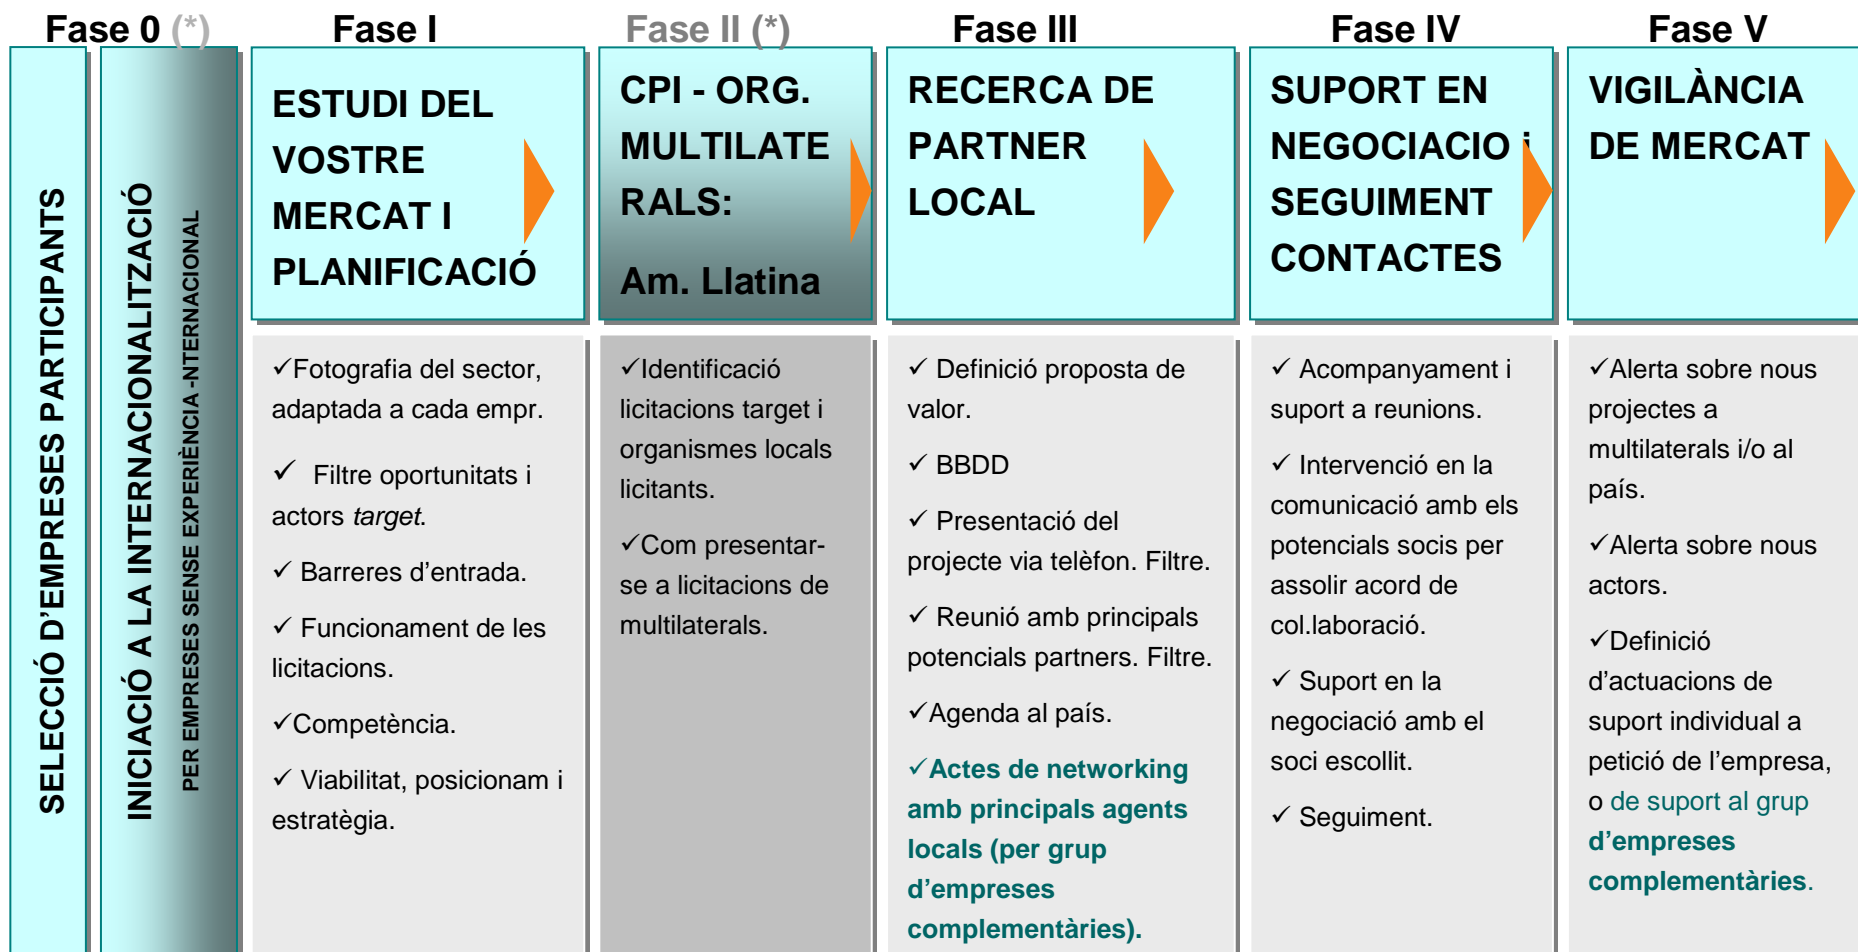 Fase 0 (*)
SELECCIÓ D’EMPRESES PARTICIPANTS
INICIACIÓ A LA INTERNACIONALITZACIÓ
PER EMPRESES SENSE EXPERIÈNCIA -NTERNACIONAL
Fase I
ESTUDI DEL
VOSTRE
MERCAT I
PLANIFICACIÓ
✓Fotografia del sector,
adaptada a cada empr.
✓ Filtre oportunitats i
actors target.
✓ Barreres d’entrada.
✓ Funcionament de les
licitacions.
✓Competència.
✓ Viabilitat, posicionam i
estratègia.
Fase II (*)
CPI - ORG.
MULTILATE
RALS:
Am. Llatina
✓Identificació
licitacions target i
organismes locals
licitants.
✓Com presentar-
se a licitacions de
multilaterals.
Fase III
RECERCA DE
PARTNER
LOCAL
✓ Definició proposta de
valor.
✓ BBDD
✓ Presentació del
projecte via telèfon. Filtre.
✓ Reunió amb principals
potencials partners. Filtre.
✓Agenda al país.
✓Actes de networking
amb principals agents
locals (per grup
d’empreses
complementàries).
Fase IV
SUPORT EN
NEGOCIACIO i
SEGUIMENT
CONTACTES
✓ Acompanyament i
suport a reunions.
✓ Intervenció en la
comunicació amb els
potencials socis per
assolir acord de
col.laboració.
✓ Suport en la
negociació amb el
soci escollit.
✓ Seguiment.
Fase V
VIGILÀNCIA
DE MERCAT
✓Alerta sobre nous
projectes a
multilaterals i/o al
país.
✓Alerta sobre nous
actors.
✓Definició
d’actuacions de
suport individual a
petició de l’empresa,
o de suport al grup
d’empreses
complementàries.